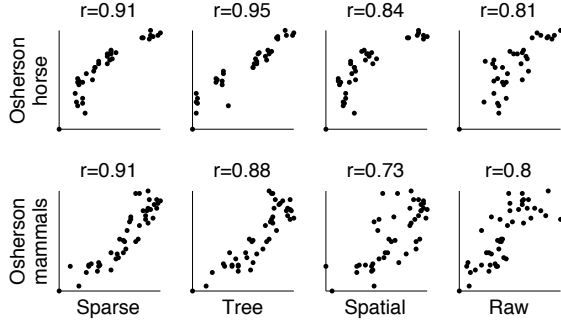 r=0.91 r=0.95 r=0.84 r=0.81
Osherson
horse
r=0.91 r=0.88 r=0.73 r=0.8
Osherson
mammals
Sparse Tree Spatial Raw